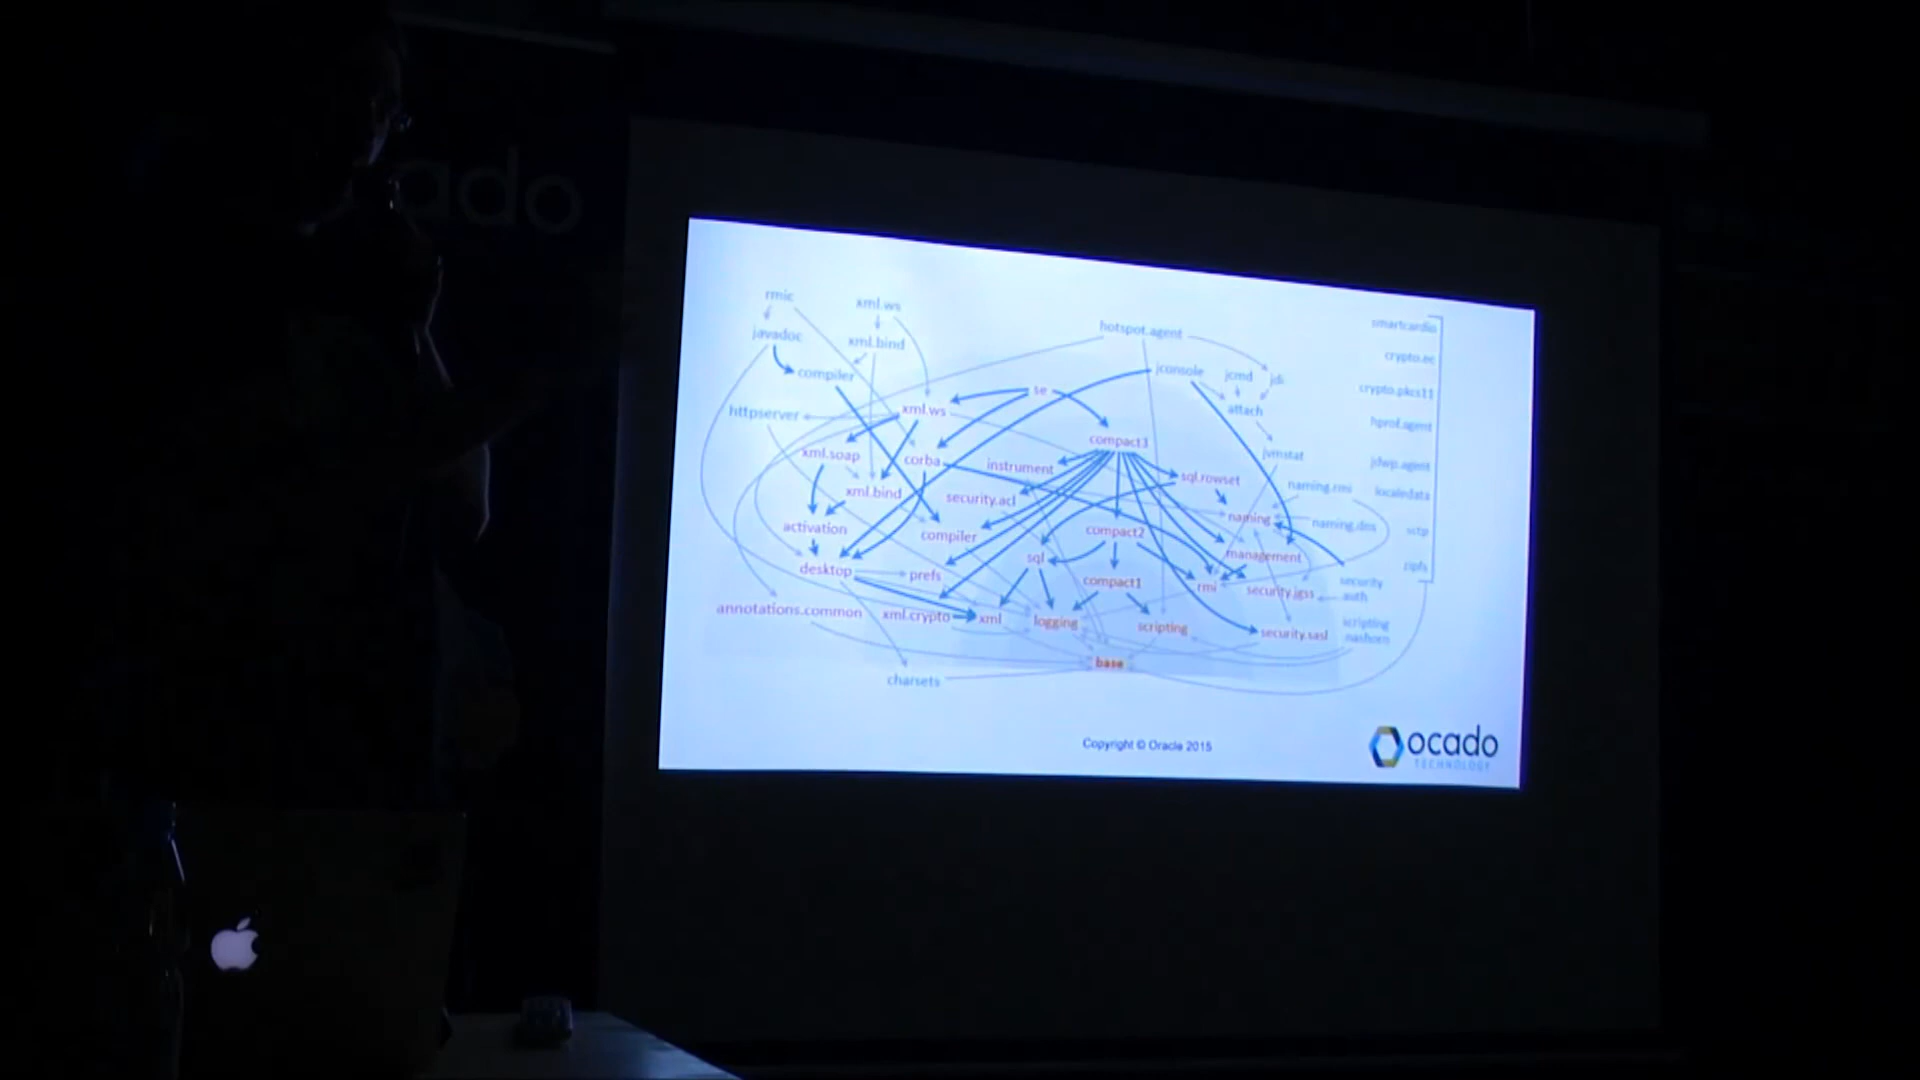 ocado
rmic
xml.ws
javadoc
xml.bind
hotspot.agent
smartcardio
compiler
jconsole
jcmd
jdi
crypto.ec
httpserver
xml.ws
se
attach
crypto.pkcs11
xml.soap
corba
instrument
compact3
jvmstat
hprof.agent
xml.bind
security.acl
sql.rowset
naming.rmi
jdwp.agent
localedata
activation
compiler
compact2
naming
naming.dns
sctp
desktop
prefs
sql
compact1
management
rmi
security.jgss
security
auth
zipfs
annotations.common
xml.crypto
xml
logging
scripting
security.sasl
scripting
nashorn
base
charsets
Copyright © Oracle 2015
ocado
TECHNOLOGY